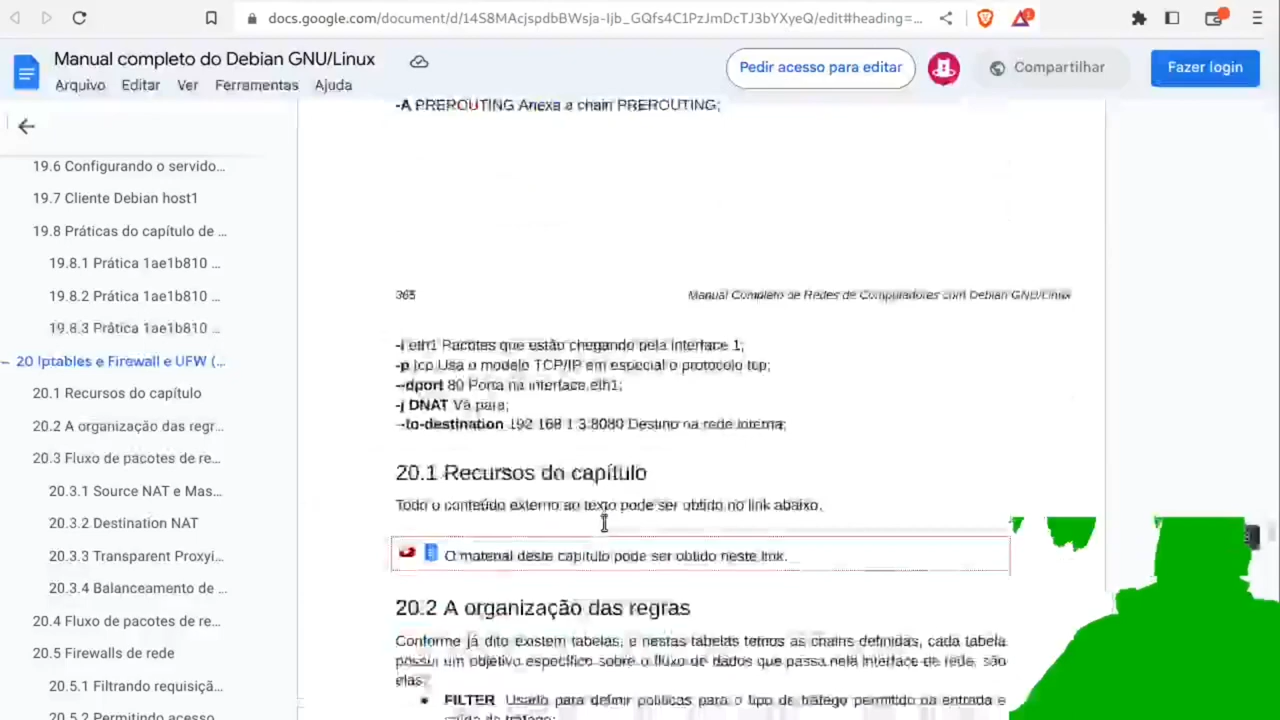 docs.google.com/document/d/14S8MAcjspdbBWsja-Ijb_GQfs4C1PzJmDcTJ3bYXyeQ/edit#heading=...
Manual completo do Debian GNU/Linux
Pedir acesso para editar
Compartilhar
Fazer login
Arquivo Editar Ver Ferramentas Ajuda
19.6 Configurando o servido...
19.7 Cliente Debian host1
19.8 Práticas do capítulo de ...
19.8.1 Prática 1ae1b810 ...
19.8.2 Prática 1ae1b810 ...
19.8.3 Prática 1ae1b810 ...
20 Iptables e Firewall e UFW (...
20.1 Recursos do capítulo
20.2 A organização das regr...
20.3 Fluxo de pacotes de re...
20.3.1 Source NAT e Mas...
20.3.2 Destination NAT
20.3.3 Transparent Proxyi...
20.3.4 Balanceamento de ...
20.4 Fluxo de pacotes de re...
20.5 Firewalls de rede
20.5.1 Filtrando requisiçã...
20.5.2 Permitindo acesso
-A PREROUTING Anexa a chain PREROUTING;
365 Manual Completo de Redes de Computadores com Debian GNU/Linux
-i eth1 Pacotes que estão chegando pela interface 1;
-p tcp Usa o modelo TCP/IP em especial o protocolo tcp;
--dport 80 Porta na interface eth1;
-j DNAT Vá para;
--to-destination 192.168.1.3:8080 Destino na rede interna;
20.1 Recursos do capítulo
Todo o conteúdo externo ao texto pode ser obtido no link abaixo.
O material deste capítulo pode ser obtido neste link.
20.2 A organização das regras
Conforme já dito existem tabelas, e nestas tabelas temos as chains definidas, cada tabela
possui um objetivo específico sobre o fluxo de dados que passa nela interface de rede, são
elas:
FILTER Usado para definir políticas para o tipo de tráfego permitido na entrada e
saída de tráfego;